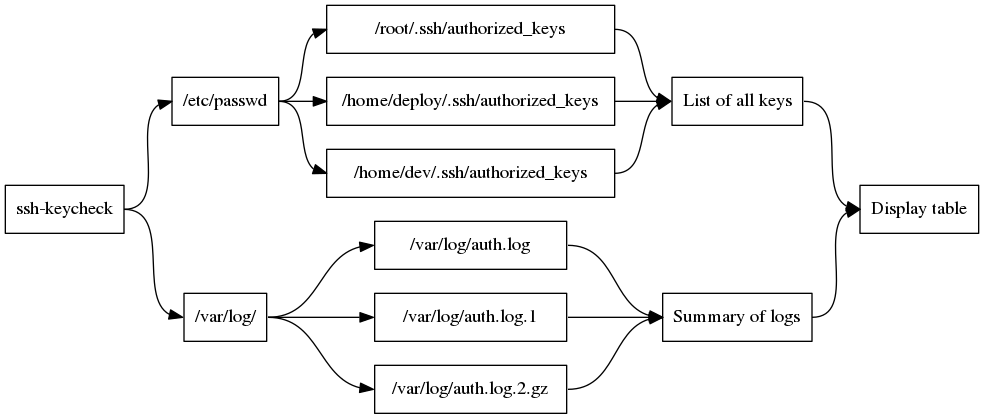 ssh-keycheck
/etc/passwd
/var/log/
/root/.ssh/authorized_keys
/home/deploy/.ssh/authorized_keys
/home/dev/.ssh/authorized_keys
/var/log/auth.log
/var/log/auth.log.1
/var/log/auth.log.2.gz
List of all keys
Summary of logs
Display table